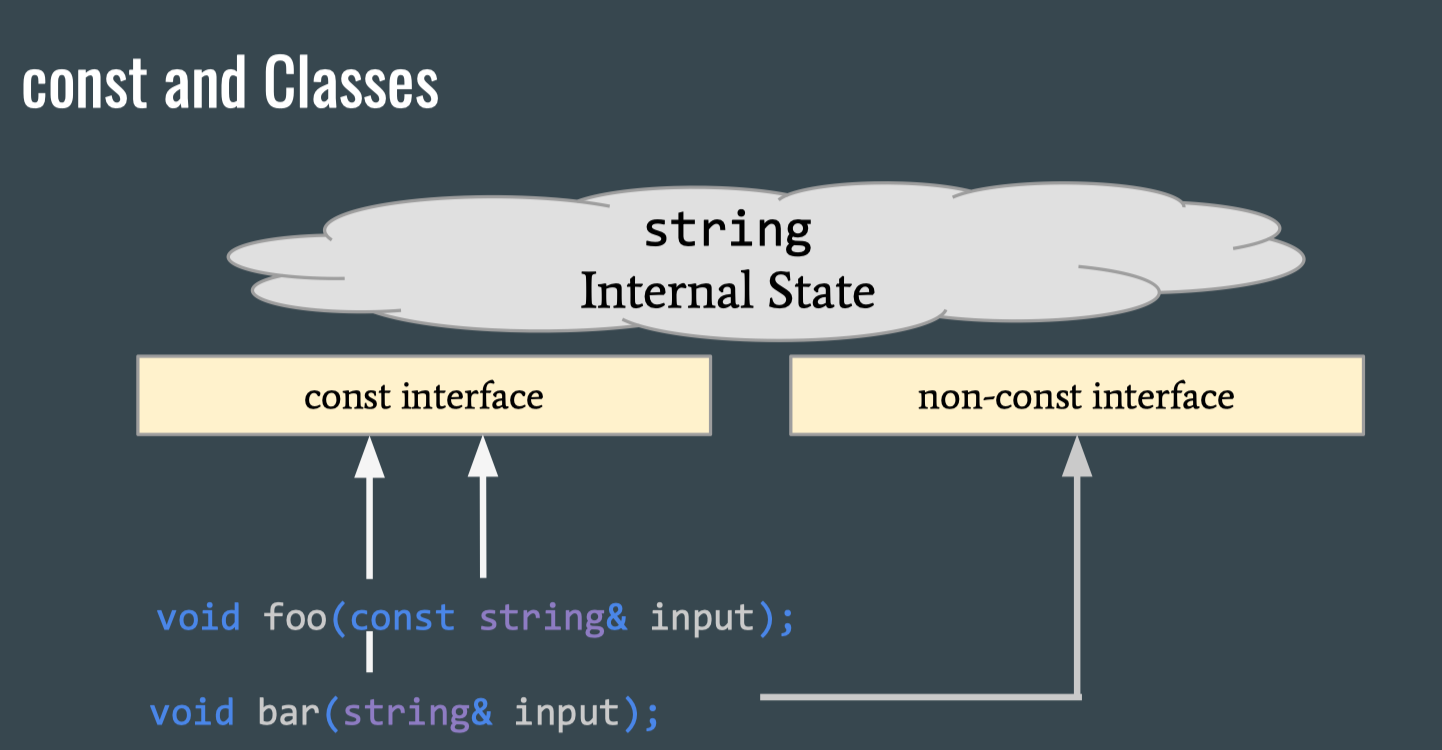 const and Classes
string
Internal State
const interface
non-const interface
void foo(const string& input);
void bar(string& input);